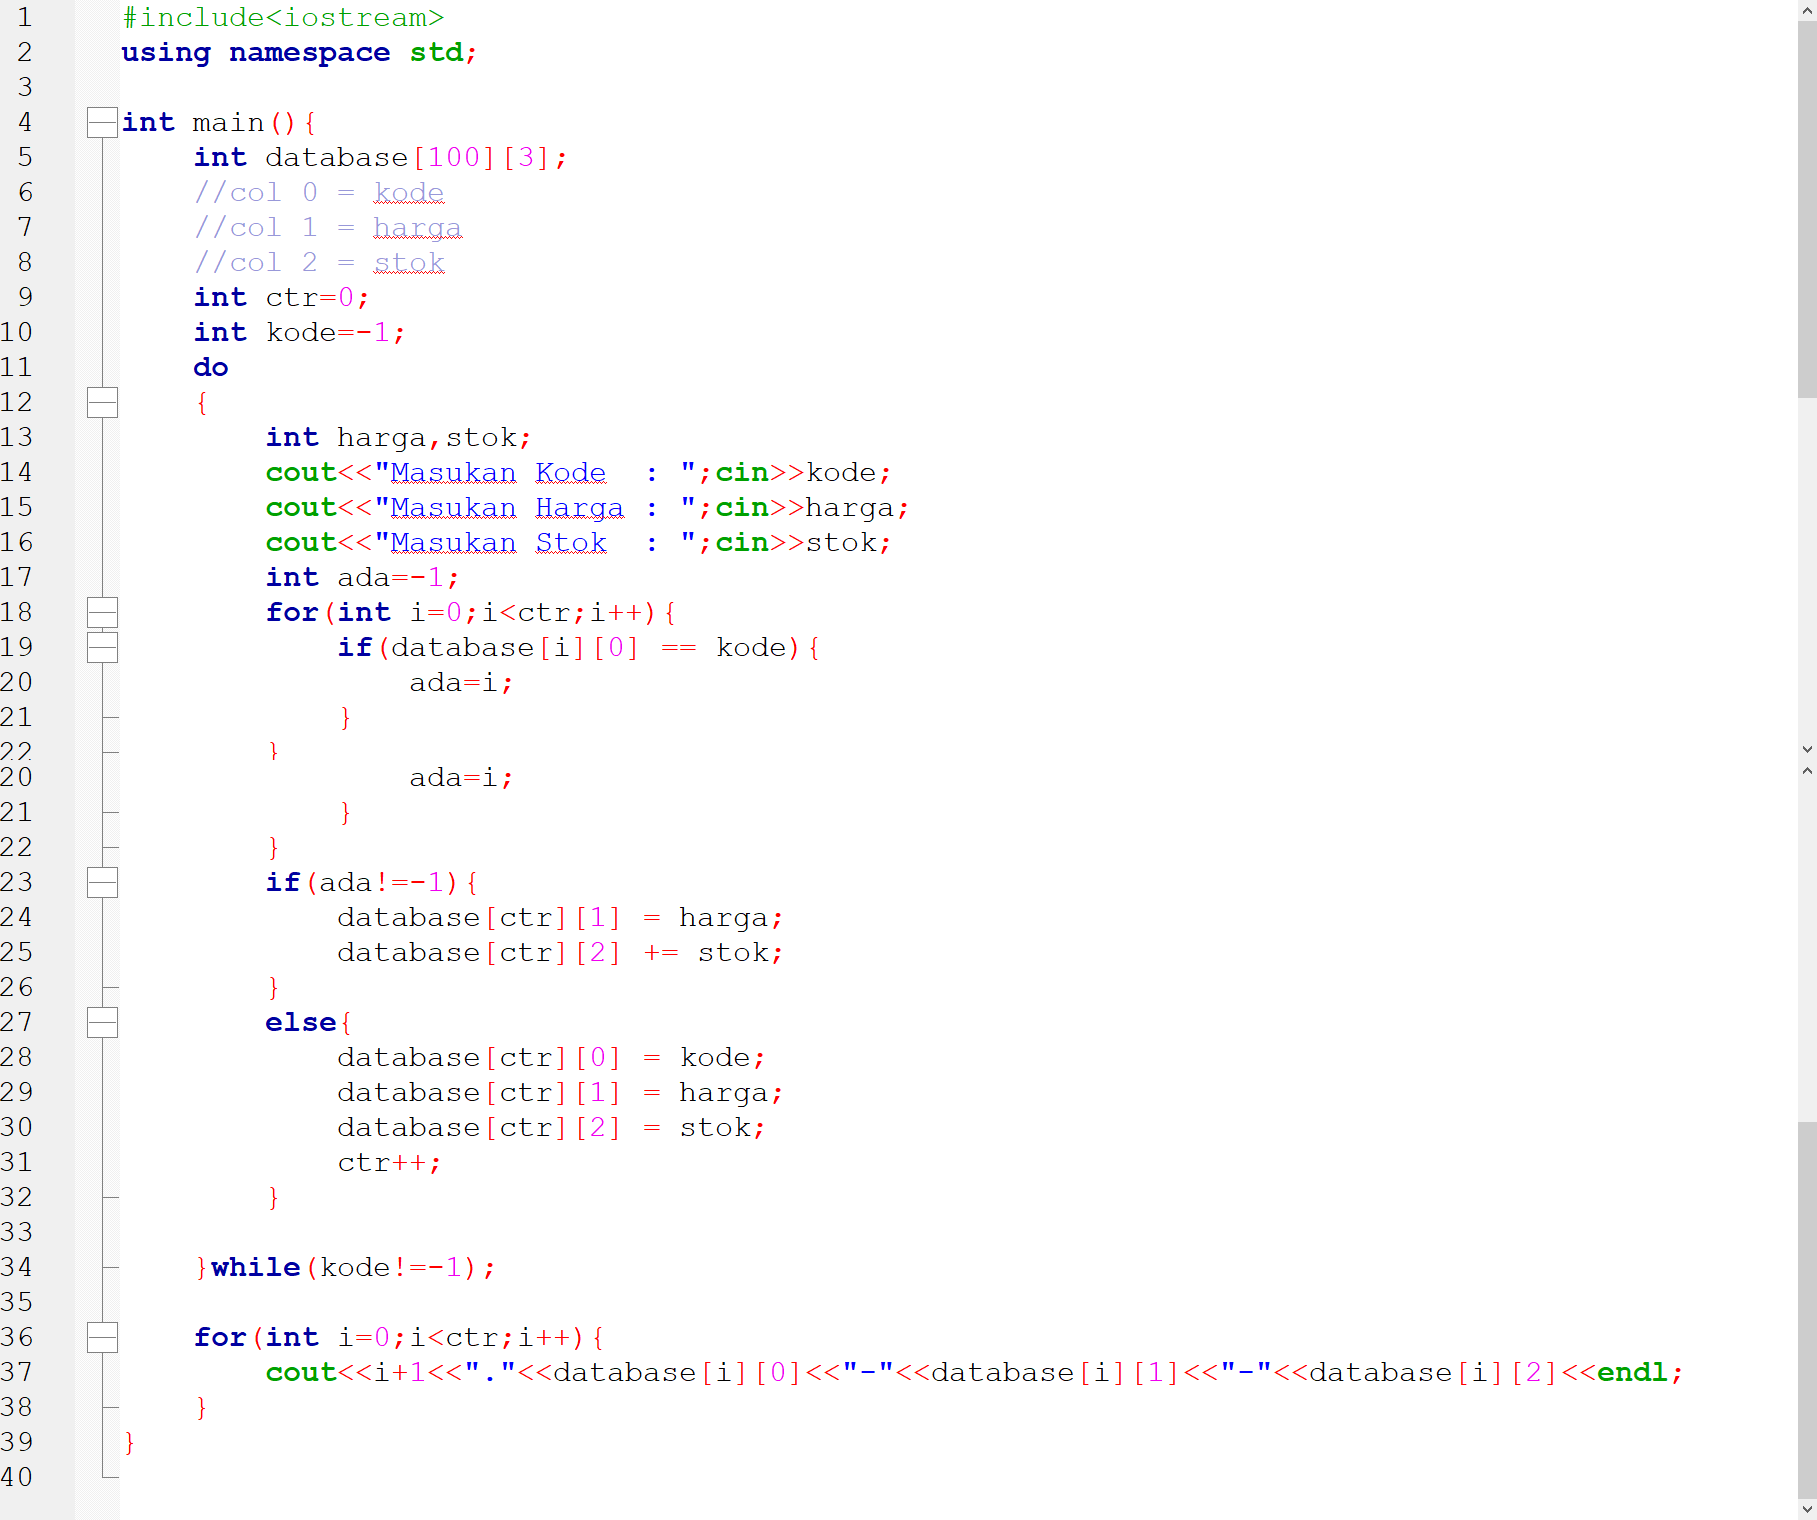 1 #include<iostream>
2 using namespace std;
3
4 int main(){
5     int database[100][3];
6     //col 0 = kode
7     //col 1 = harga
8     //col 2 = stok
9     int ctr=0;
10     int kode=-1;
11     do
12     {
13         int harga,stok;
14         cout<<"Masukan Kode  : ";cin>>kode;
15         cout<<"Masukan Harga : ";cin>>harga;
16         cout<<"Masukan Stok  : ";cin>>stok;
17         int ada=-1;
18         for(int i=0;i<ctr;i++){
19             if(database[i][0] == kode){
20                 ada=i;
21             }
22         }
20                 ada=i;
21             }
22         }
23         if(ada!=-1){
24             database[ctr][1] = harga;
25             database[ctr][2] += stok;
26         }
27         else{
28             database[ctr][0] = kode;
29             database[ctr][1] = harga;
30             database[ctr][2] = stok;
31             ctr++;
32         }
33
34     }while(kode!=-1);
35
36     for(int i=0;i<ctr;i++){
37         cout<<i+1<<"."<<database[i][0]<<"-"<<database[i][1]<<"-"<<database[i][2]<<endl;
38     }
39 }
40